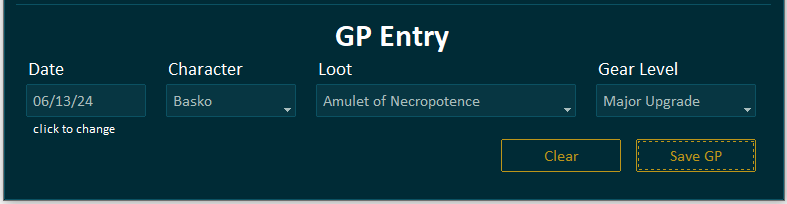 GP Entry
Date Character Loot Gear Level
06/13/24 Basko Amulet of Necropotence Major Upgrade
click to change
Clear Save GP